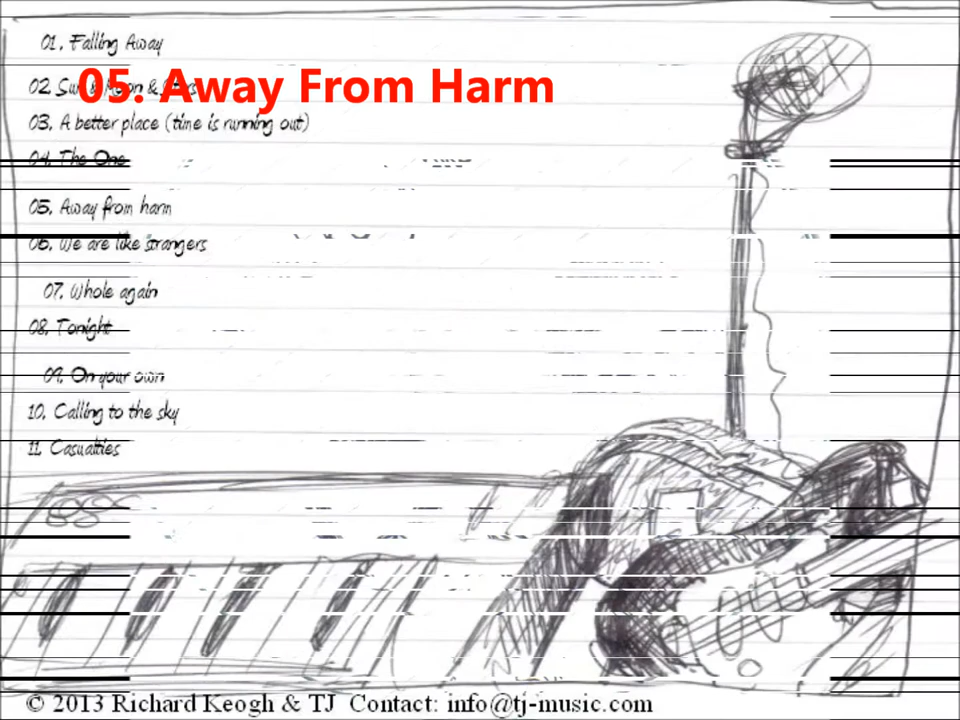 01. Falling Away
05. Away From Harm
02. Sun & Moon & Stars
03. A better place (time is running out)
04. The One
05. Away from harm
06. We are like strangers
07. Whole again
08. Tonight
09. On your own
10. Calling to the sky
11. Casualties
© 2013 Richard Keogh & TJ Contact: info@tj-music.com